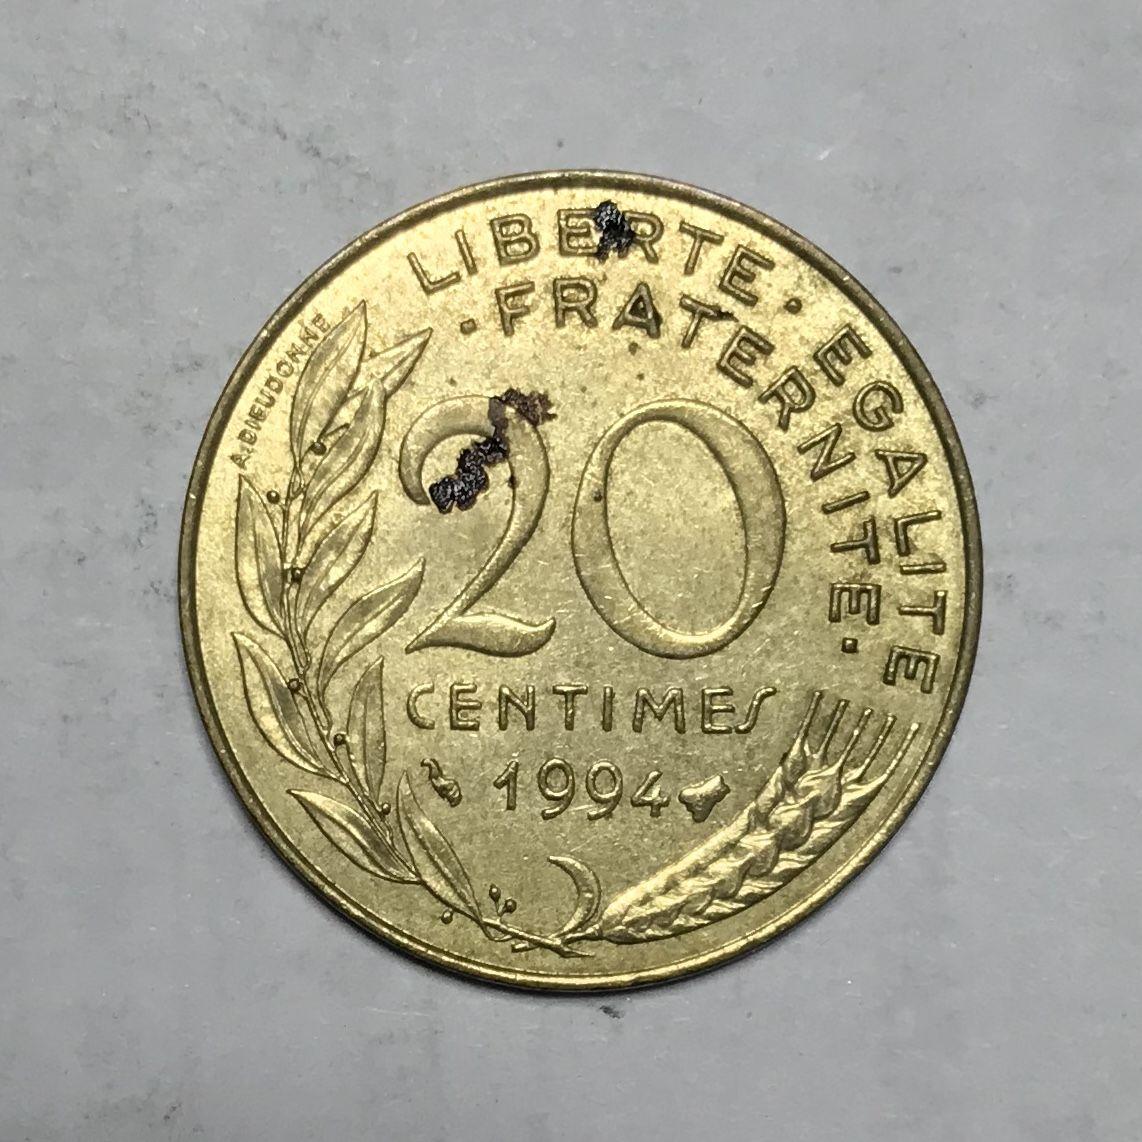 LIBERTE · EGALITE
· FRATERNITE ·
A.DIEUDONNE
20
CENTIMES
1994